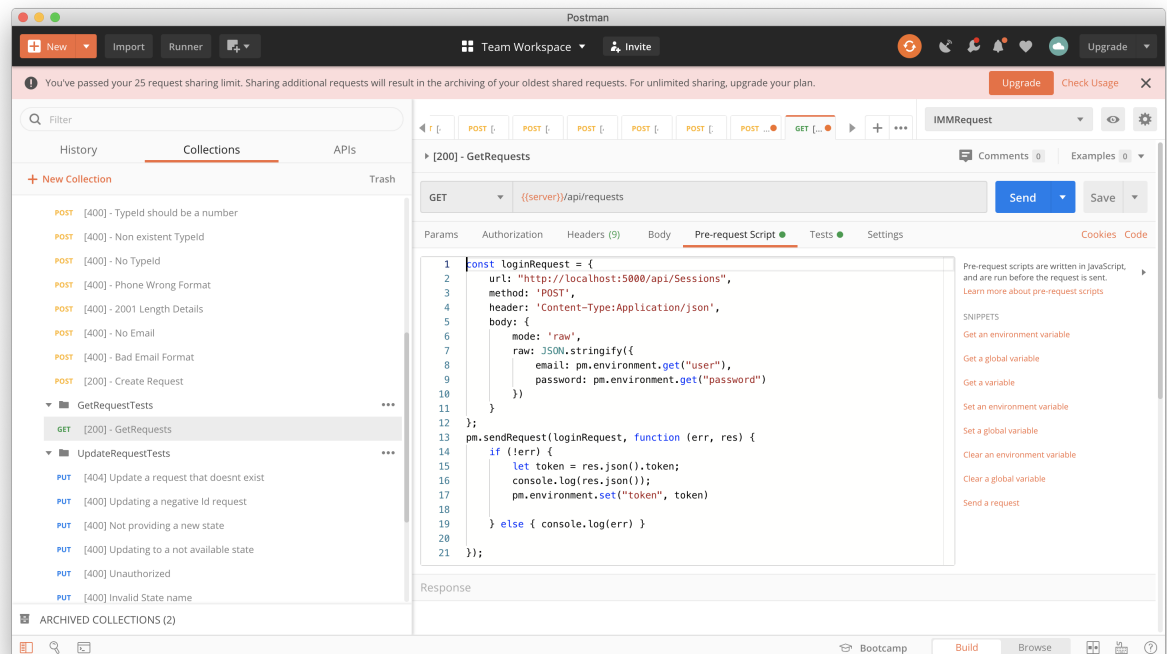 Postman
New
Import
Runner
Team Workspace
Invite
Upgrade
You've passed your 25 request sharing limit. Sharing additional requests will result in the archiving of your oldest shared requests. For unlimited sharing, upgrade your plan.
Upgrade
Check Usage
Filter
History
Collections
APIs
New Collection
Trash
POST [400] - TypeId should be a number
POST [400] - Non existent TypeId
POST [400] - No TypeId
POST [400] - Phone Wrong Format
POST [400] - 2001 Length Details
POST [400] - No Email
POST [400] - Bad Email Format
POST [200] - Create Request
GetRequestTests
GET [200] - GetRequests
UpdateRequestTests
PUT [404] Update a request that doesnt exist
PUT [400] Updating a negative Id request
PUT [400] Not providing a new state
PUT [400] Updating to a not available state
PUT [400] Unauthorized
PUT [400] Invalid State name
ARCHIVED COLLECTIONS (2)
POST [
POST [
POST [
POST [
POST [
POST ...
GET [...
IMMRequest
[200] - GetRequests
Comments 0
Examples 0
GET
{{server}}/api/requests
Send
Save
Params
Authorization
Headers (9)
Body
Pre-request Script
Tests
Settings
Cookies
Code
1 const loginRequest = {
2 url: "http://localhost:5000/api/Sessions",
3 method: 'POST',
4 header: 'Content-Type:Application/json',
5 body: {
6 mode: 'raw',
7 raw: JSON.stringify({
8 email: pm.environment.get("user"),
9 password: pm.environment.get("password")
10 })
11 }
12 };
13 pm.sendRequest(loginRequest, function (err, res) {
14 if (!err) {
15 let token = res.json().token;
16 console.log(res.json());
17 pm.environment.set("token", token)
18
19 } else { console.log(err) }
20
21 });
Pre-request scripts are written in JavaScript,
and are run before the request is sent.
Learn more about pre-request scripts
SNIPPETS
Get an environment variable
Get a global variable
Get a variable
Set an environment variable
Set a global variable
Clear an environment variable
Clear a global variable
Send a request
Response
Bootcamp
Build
Browse